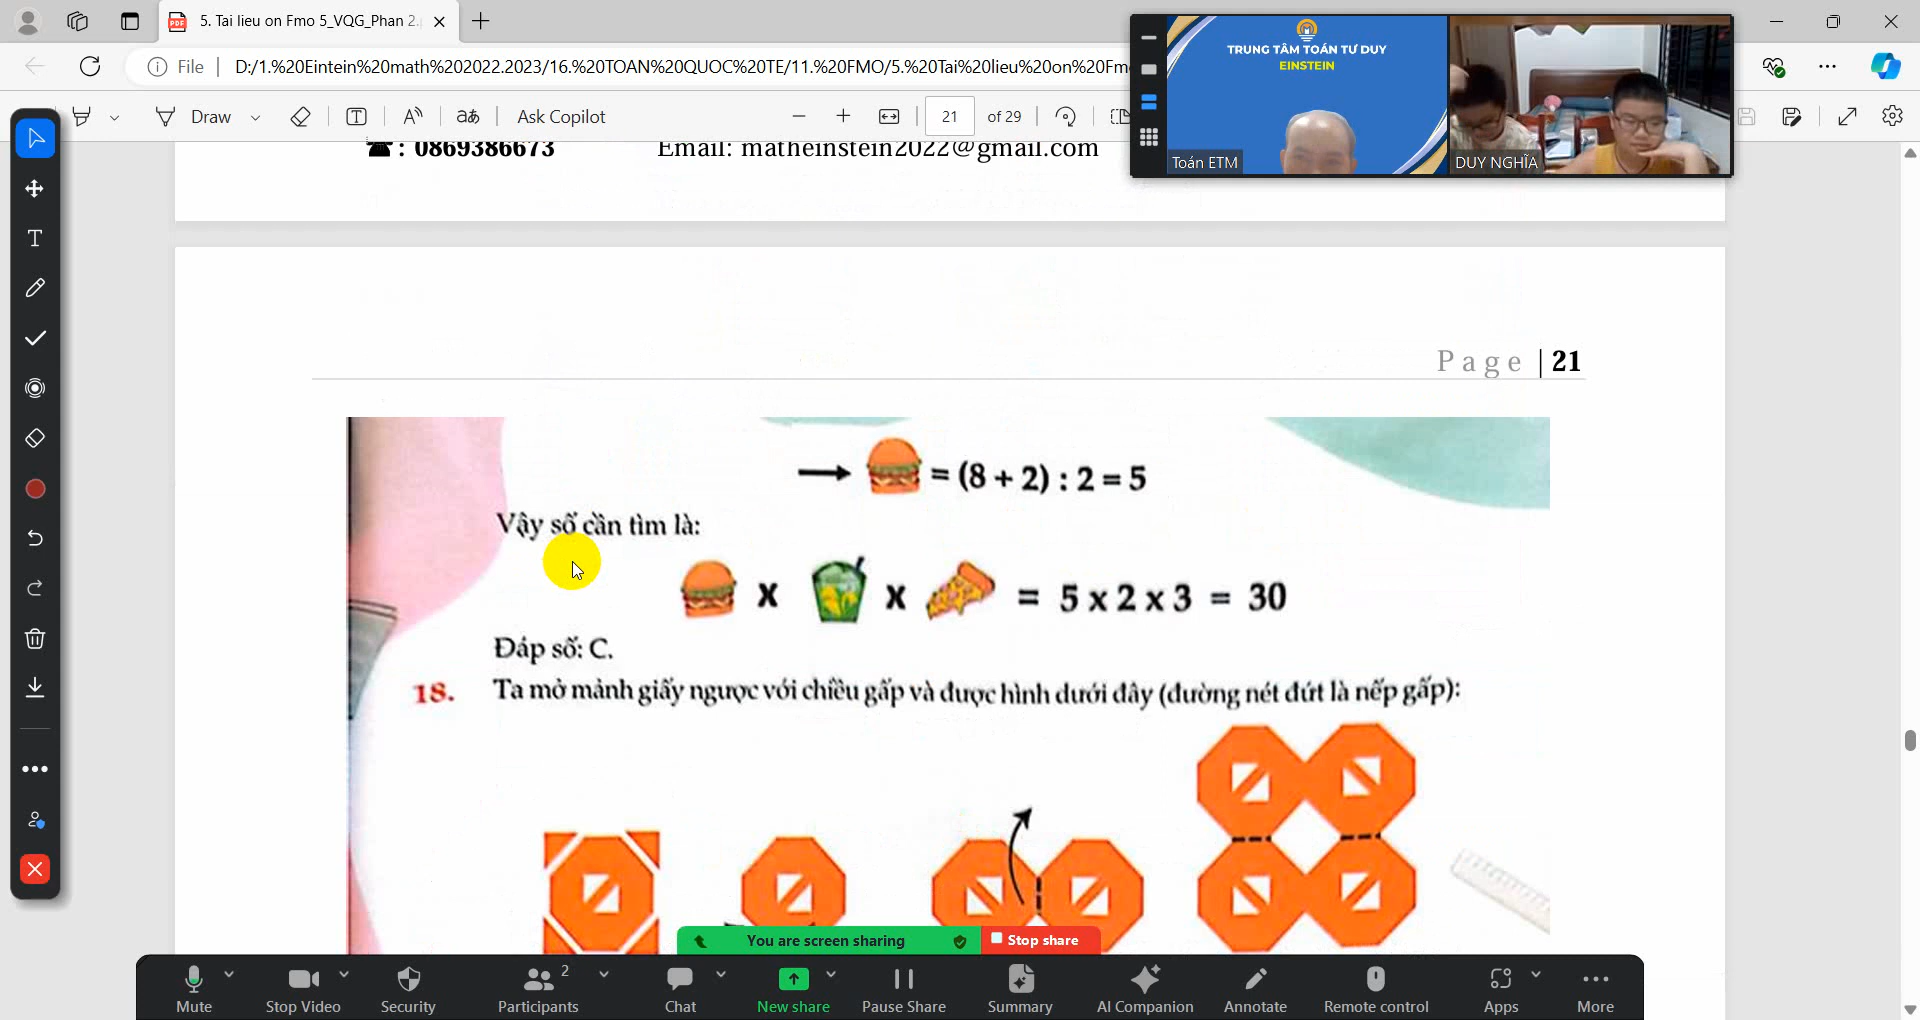 5. Tai lieu on Fmo 5_VQG_Phan 2.
File
D:/1.%20Eintein%20math%202022.2023/16.%20TOAN%20QUOC%20TE/11.%20FMO/5.%20Tai%20lieu%20on%20Fm
Draw
aあ
Ask Copilot
21
of 29
TRUNG TÂM TOÁN TƯ DUY
EINSTEIN
Toán ETM
DUY NGHĨA
: 0869386673
Email: matheinstein2022@gmail.com
Page | 21
= (8 + 2) : 2 = 5
Vậy số cần tìm là:
x x = 5 x 2 x 3 = 30
Đáp số: C.
18. Ta mở mảnh giấy ngược với chiều gấp và được hình dưới đây (đường nét đứt là nếp gấp):
You are screen sharing
Stop share
Mute
Stop Video
Security
2
Participants
Chat
New share
Pause Share
Summary
AI Companion
Annotate
Remote control
Apps
More